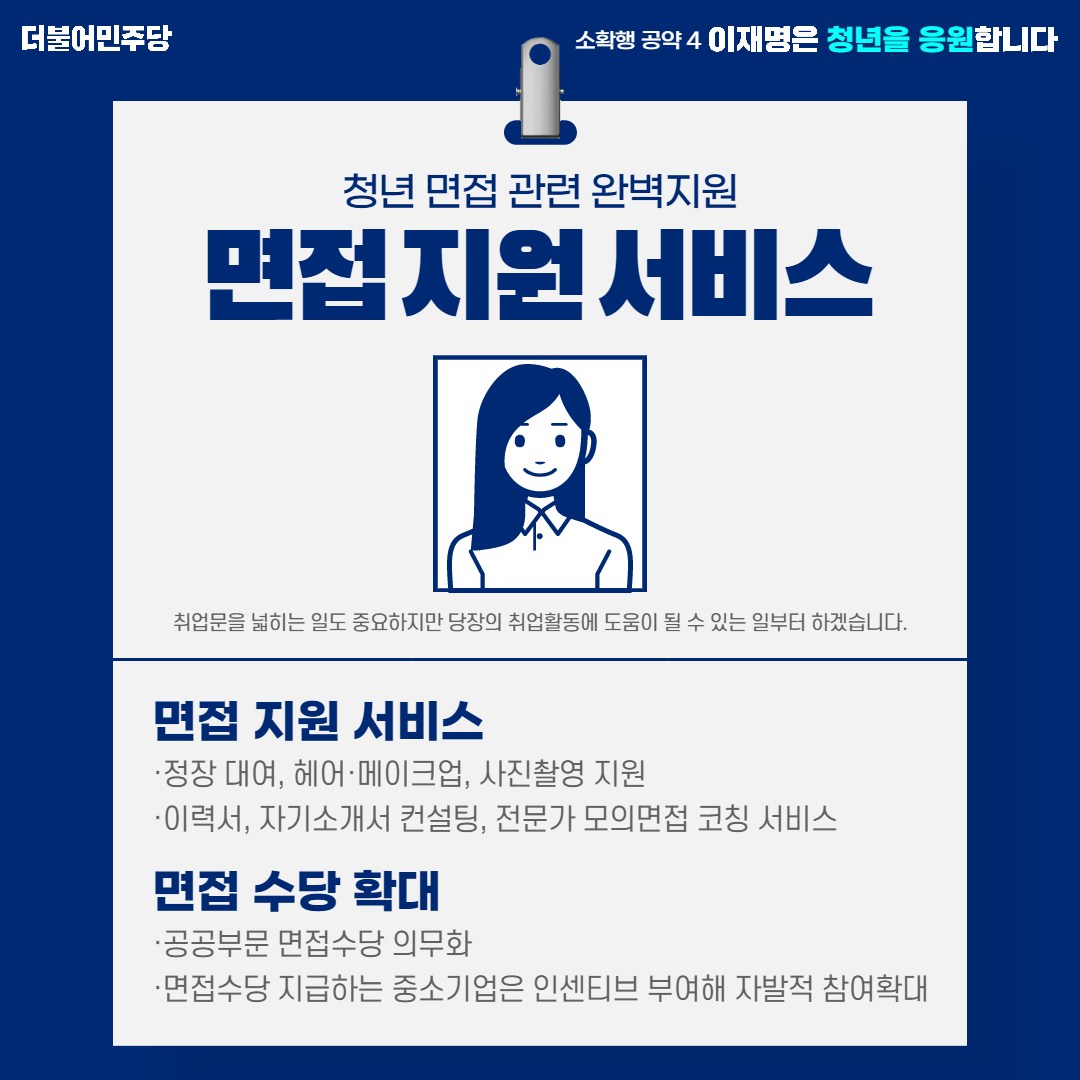 더불어민주당
소확행 공약 4 이재명은 청년을 응원합니다
청년 면접 관련 완벽지원
면접 지원 서비스
취업문을 넓히는 일도 중요하지만 당장의 취업활동에 도움이 될 수 있는 일부터 하겠습니다.
면접 지원 서비스
·정장 대여, 헤어·메이크업, 사진촬영 지원
·이력서, 자기소개서 컨설팅, 전문가 모의면접 코칭 서비스
면접 수당 확대
·공공부문 면접수당 의무화
·면접수당 지급하는 중소기업은 인센티브 부여해 자발적 참여확대